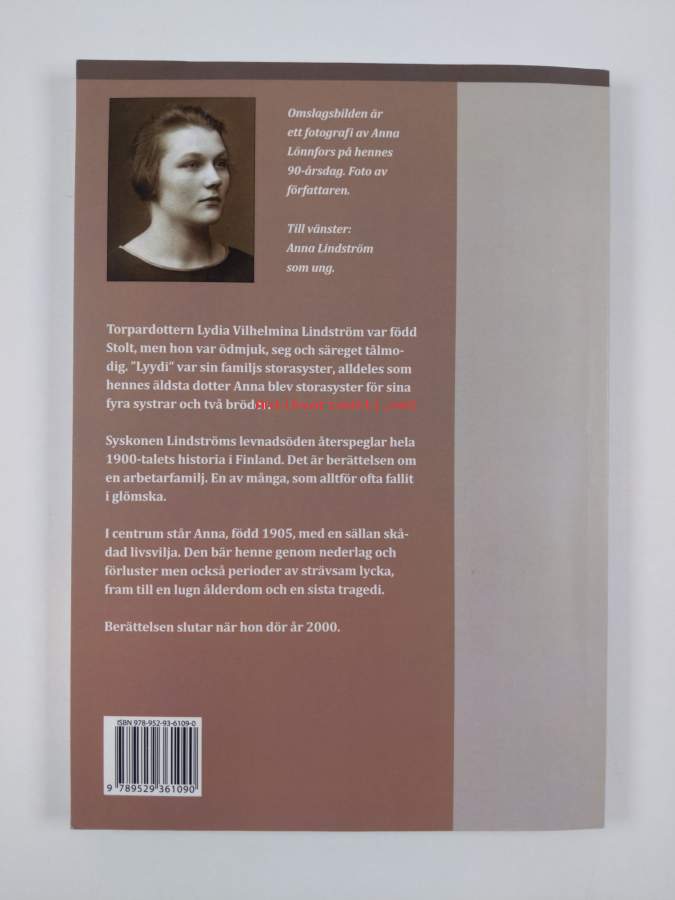 Omslagsbilden är
ett fotografi av Anna
Lönnfors på hennes
90-årsdag. Foto av
författaren.
Till vänster:
Anna Lindström
som ung.
Torpardottern Lydia Vilhelmina Lindström var född
Stolt, men hon var ödmjuk, seg och säreget tålmo-
dig. ”Lyydi” var sin familjs storasyster, alldeles som
hennes äldsta dotter Anna blev storasyster för sina
fyra systrar och två bröder.
Syskonen Lindströms levnadsöden återspeglar hela
1900-talets historia i Finland. Det är berättelsen om
en arbetarfamilj. En av många, som alltför ofta fallit
i glömska.
I centrum står Anna, född 1905, med en sällan skå-
dad livsvilja. Den bär henne genom nederlag och
förluster men också perioder av strävsam lycka,
fram till en lugn ålderdom och en sista tragedi.
Berättelsen slutar när hon dör år 2000.
ISBN 978-952-93-6109-0
9 789529 361090